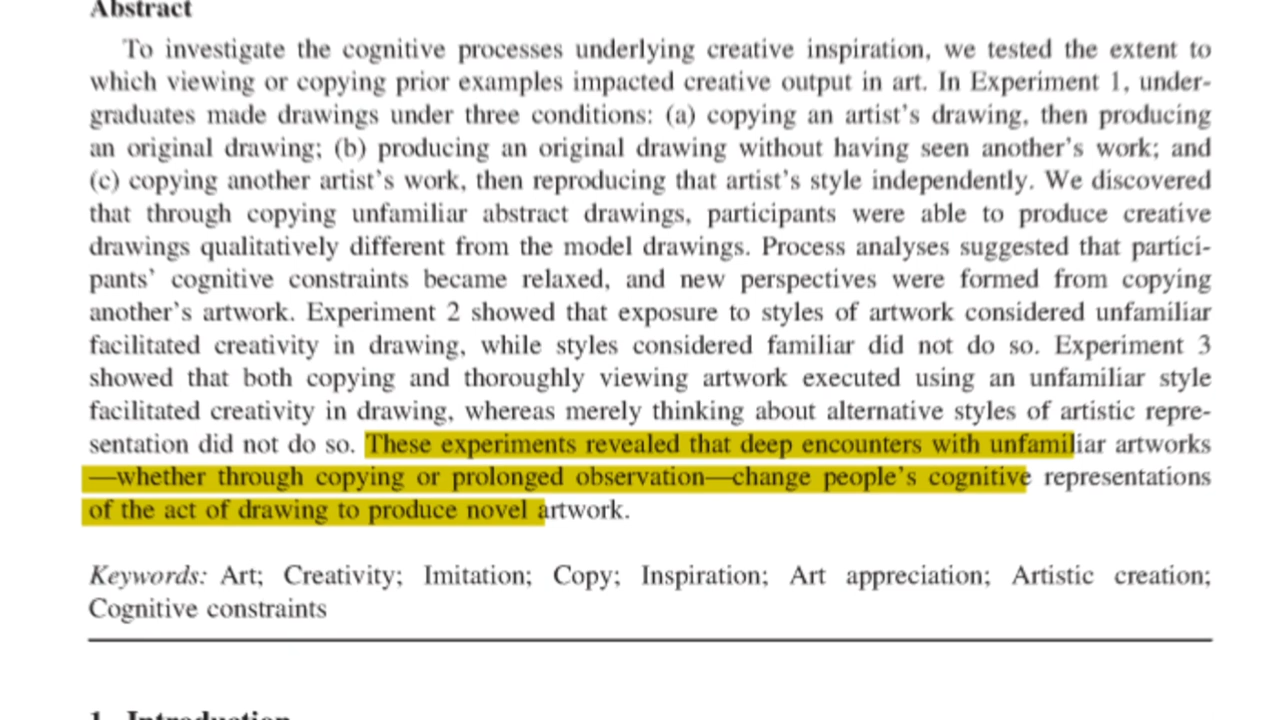 Abstract
To investigate the cognitive processes underlying creative inspiration, we tested the extent to
which viewing or copying prior examples impacted creative output in art. In Experiment 1, under-
graduates made drawings under three conditions: (a) copying an artist's drawing, then producing
an original drawing; (b) producing an original drawing without having seen another's work; and
(c) copying another artist's work, then reproducing that artist's style independently. We discovered
that through copying unfamiliar abstract drawings, participants were able to produce creative
drawings qualitatively different from the model drawings. Process analyses suggested that partici-
pants' cognitive constraints became relaxed, and new perspectives were formed from copying
another's artwork. Experiment 2 showed that exposure to styles of artwork considered unfamiliar
facilitated creativity in drawing, while styles considered familiar did not do so. Experiment 3
showed that both copying and thoroughly viewing artwork executed using an unfamiliar style
facilitated creativity in drawing, whereas merely thinking about alternative styles of artistic repre-
sentation did not do so. These experiments revealed that deep encounters with unfamiliar artworks
—whether through copying or prolonged observation—change people's cognitive representations
of the act of drawing to produce novel artwork.
Keywords: Art; Creativity; Imitation; Copy; Inspiration; Art appreciation; Artistic creation;
Cognitive constraints
1. Introduction